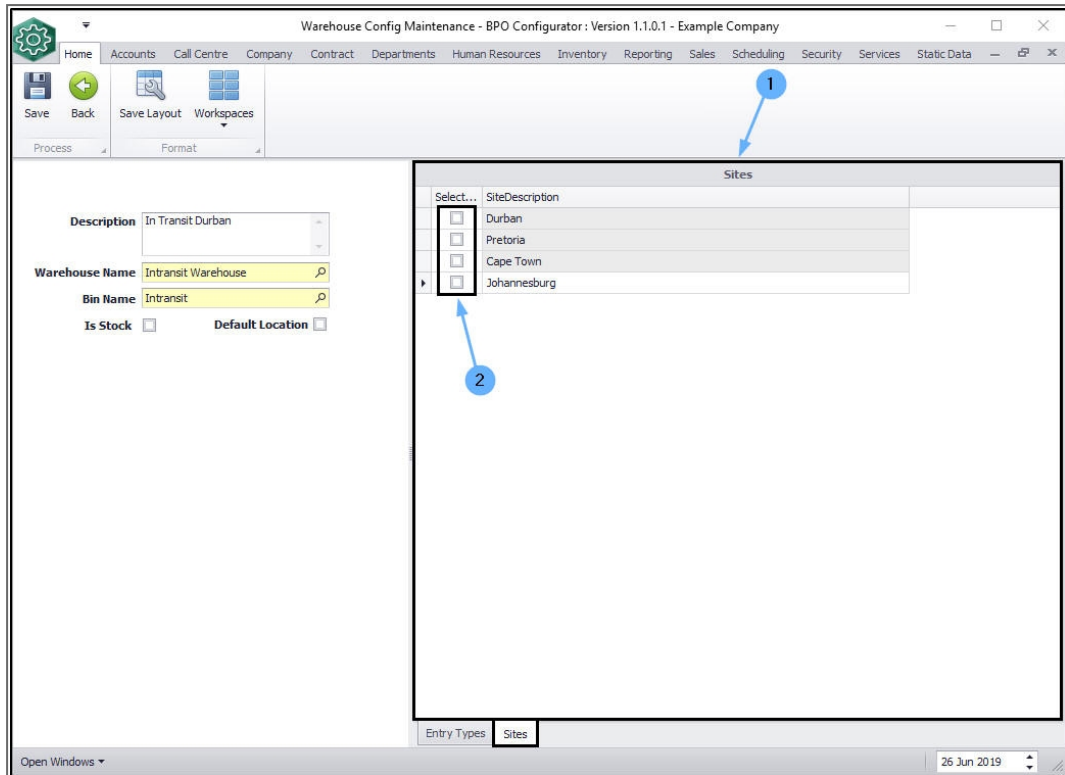 Warehouse Config Maintenance - BPO Configurator : Version 1.1.0.1 - Example Company
Home Accounts Call Centre Company Contract Departments Human Resources Inventory Reporting Sales Scheduling Security Services Static Data
Save Back Save Layout Workspaces
Process Format
1
Sites
Select... SiteDescription
Description In Transit Durban
Durban
Pretoria
Cape Town
Johannesburg
Warehouse Name Intransit Warehouse
Bin Name Intransit
Is Stock Default Location
2
Entry Types Sites
Open Windows 26 Jun 2019